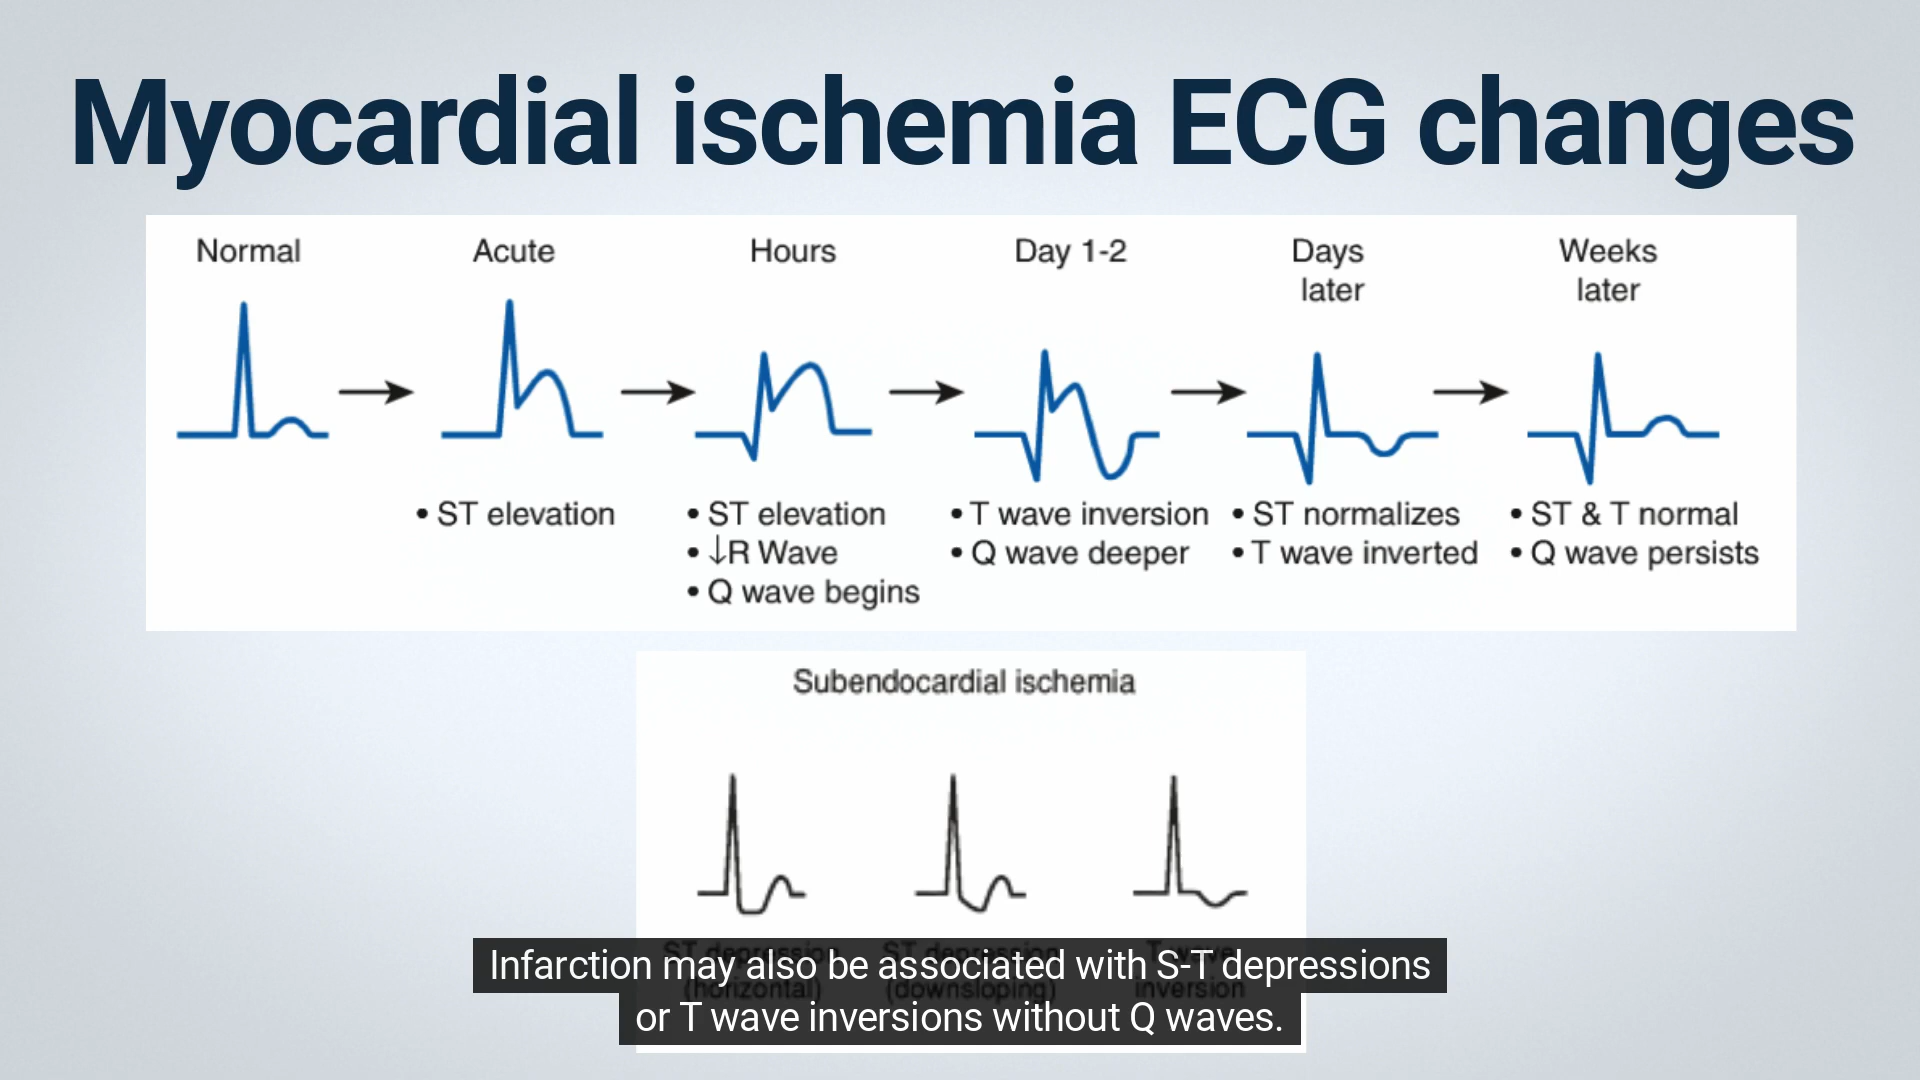 Myocardial ischemia ECG changes
Normal
Acute
Hours
Day 1-2
Days
later
Weeks
later
• ST elevation
• ST elevation
• ↓R Wave
• Q wave begins
• T wave inversion
• Q wave deeper
• ST normalizes
• T wave inverted
• ST & T normal
• Q wave persists
Subendocardial ischemia
ST depression
(horizontal)
ST depression
(downsloping)
T wave
inversion
Infarction may also be associated with S-T depressions
or T wave inversions without Q waves.